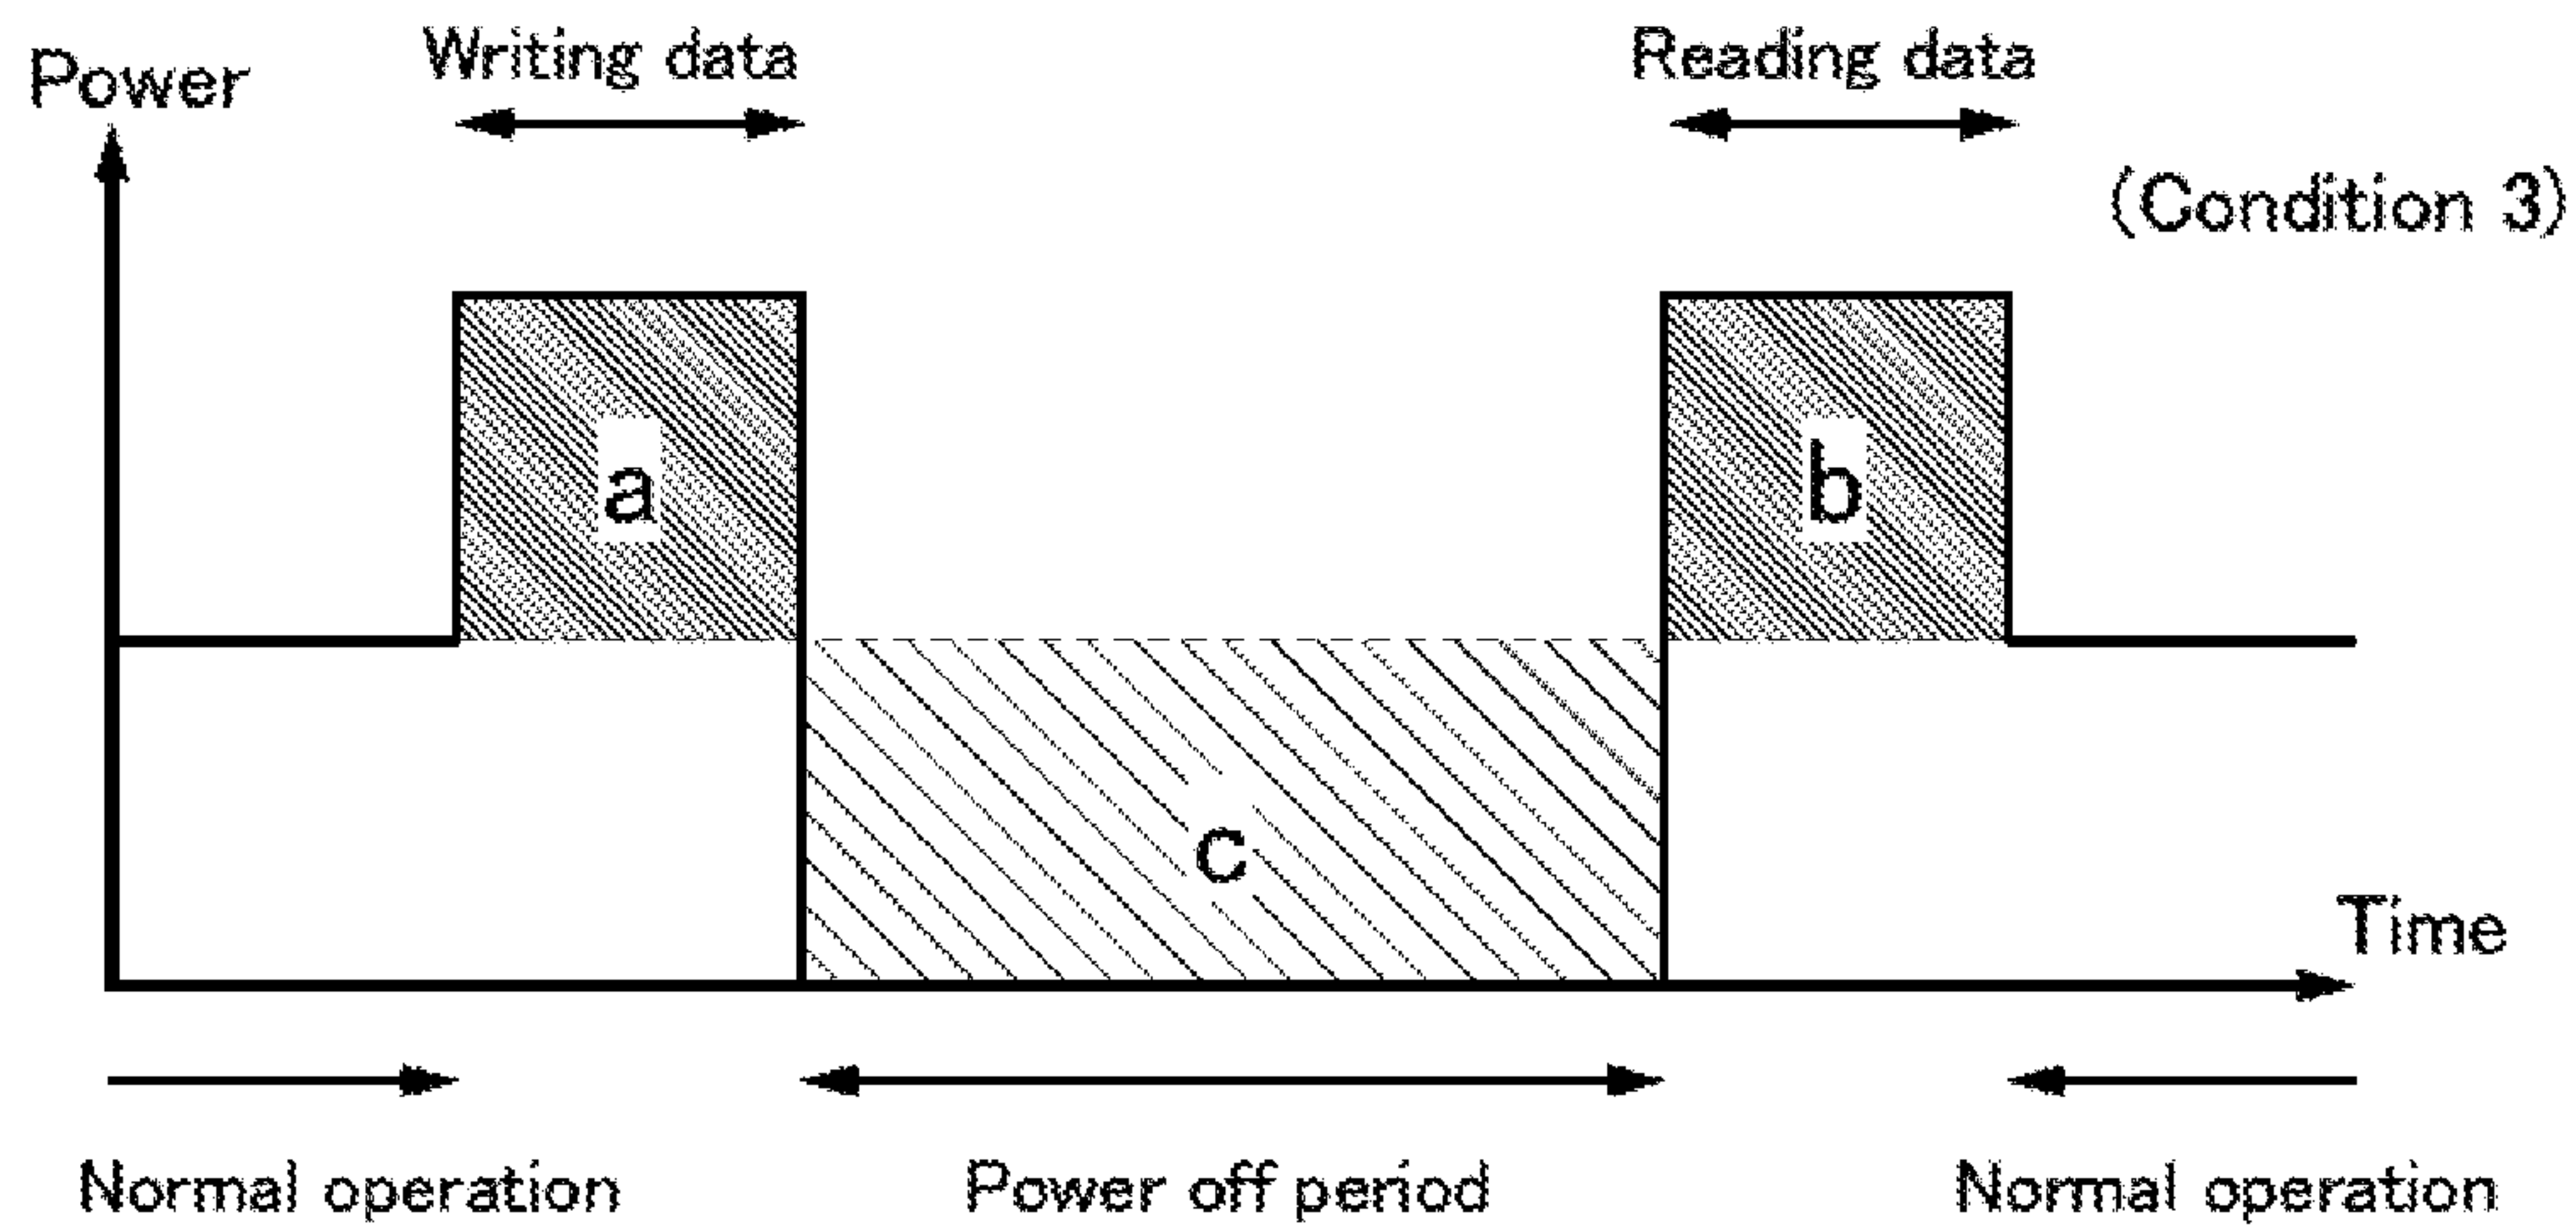 Writing data
Reading data
Power
(Condition 3)
a
b
c
Time
Normal operation
Power off period
Normal operation